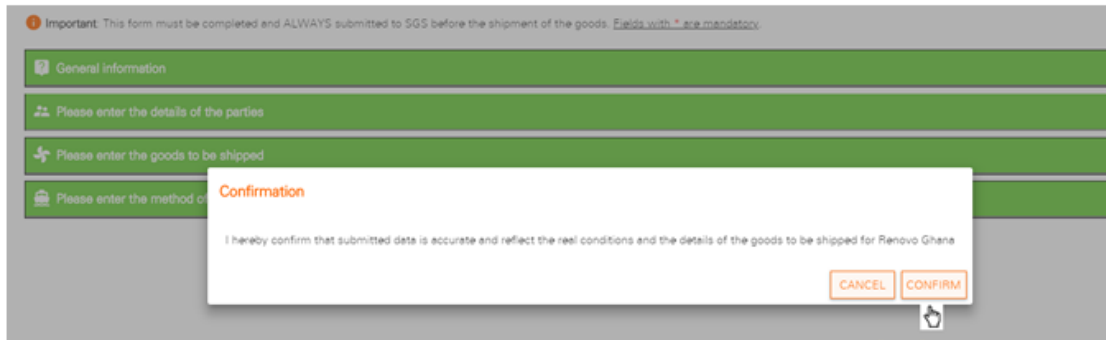 Important: This form must be completed and ALWAYS submitted to SGS before the shipment of the goods. Fields with * are mandatory.
General information
Please enter the details of the parties
Please enter the goods to be shipped
Please enter the method of
Confirmation
I hereby confirm that submitted data is accurate and reflect the real conditions and the details of the goods to be shipped for Renovo Ghana
CANCEL CONFIRM